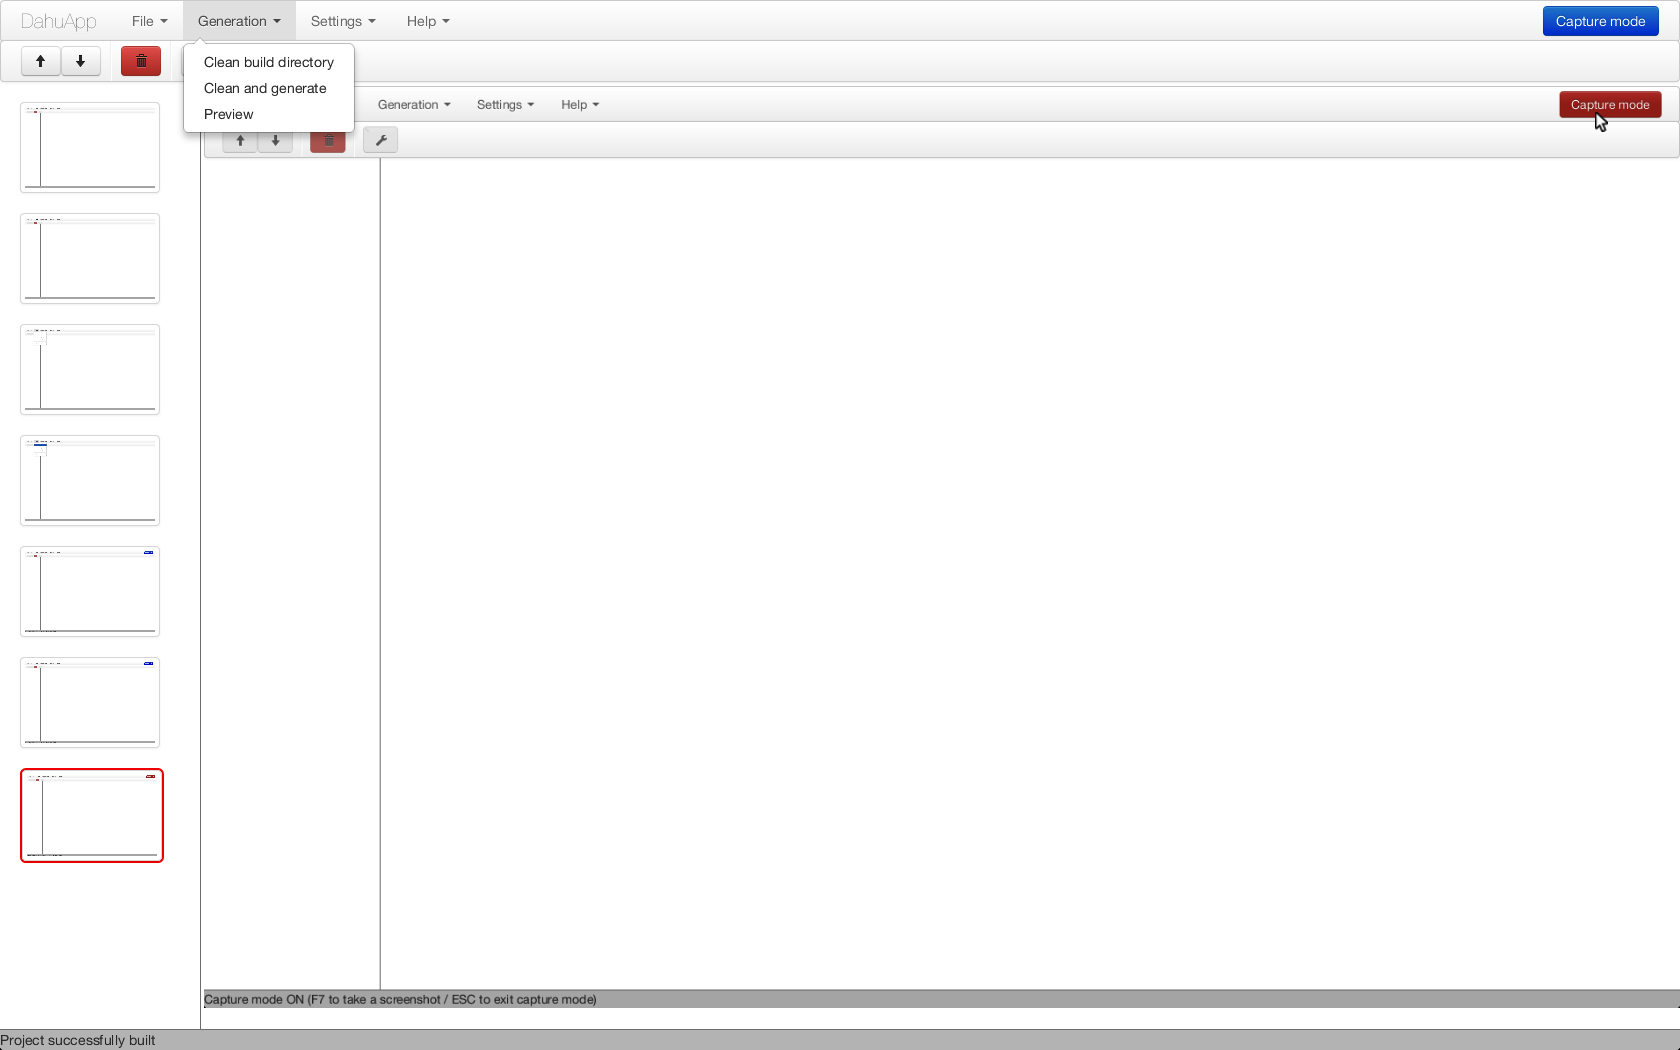 DahuApp File Generation Settings Help Capture mode
Clean build directory
Clean and generate
Preview
Generation Settings Help Capture mode
Capture mode ON (F7 to take a screenshot / ESC to exit capture mode)
Project successfully built